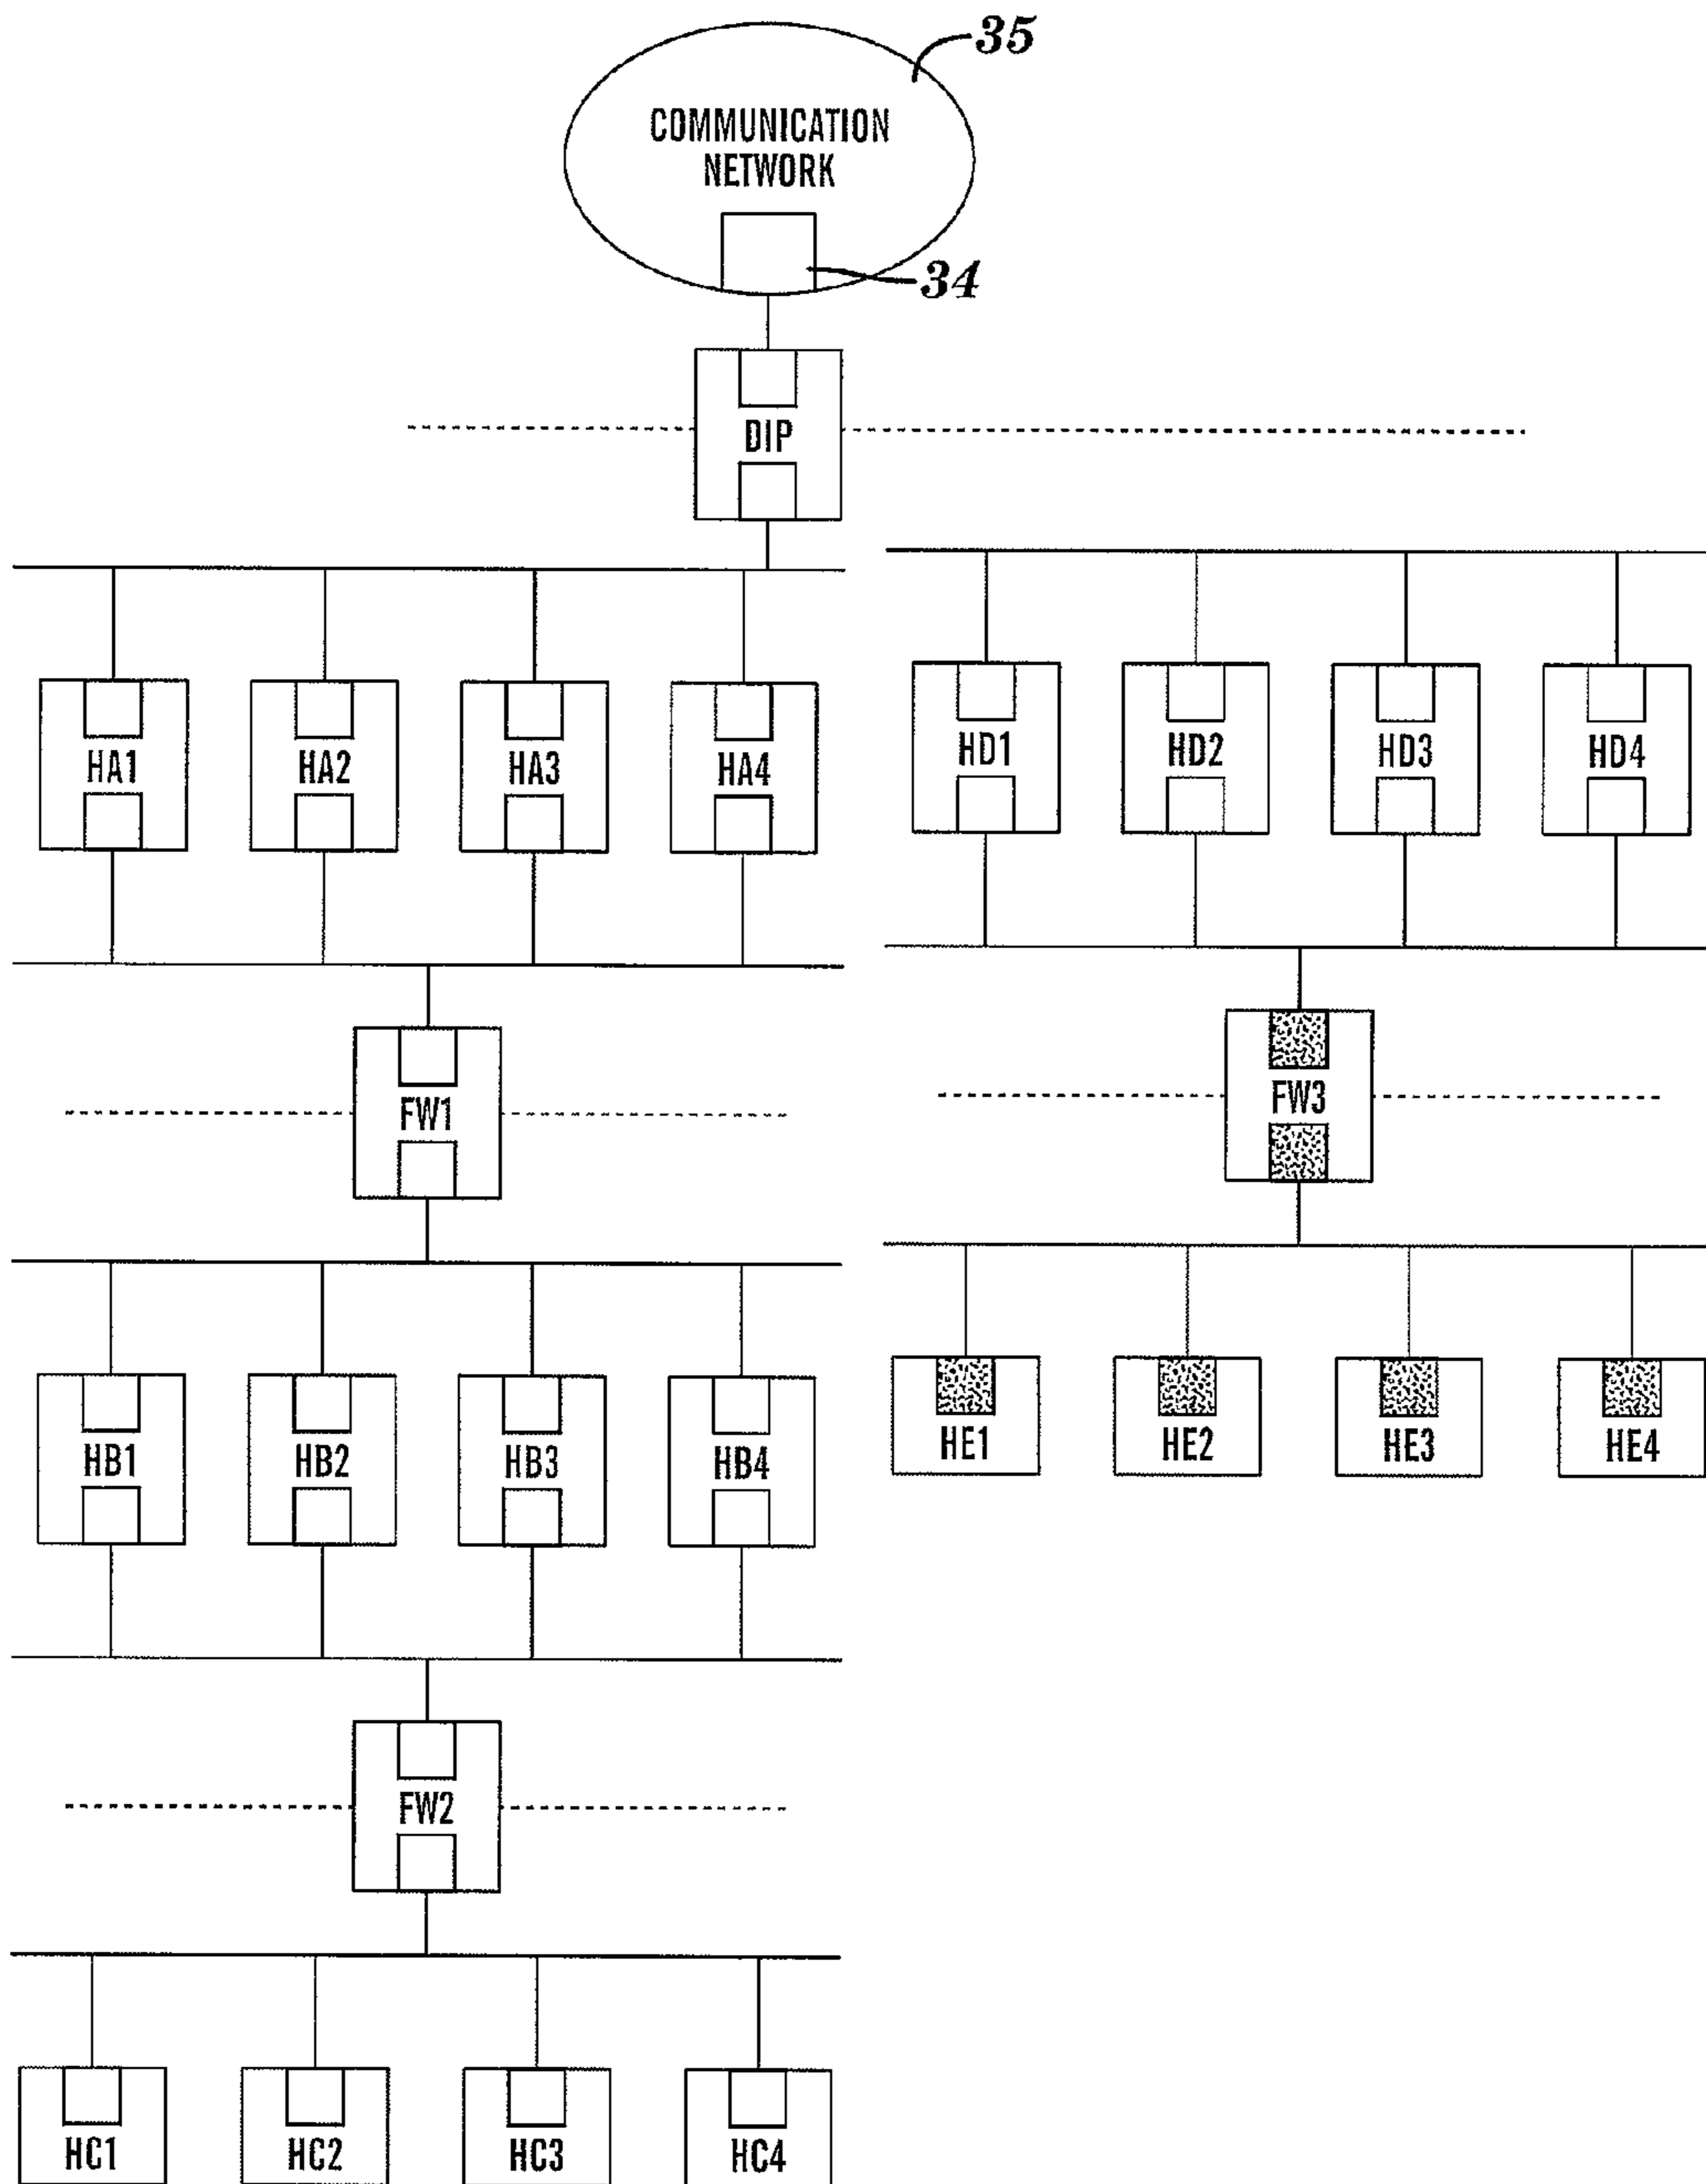 35
COMMUNICATION
NETWORK
34
DIP
HA1 HA2 HA3 HA4
HD1 HD2 HD3 HD4
FW1
FW3
HB1 HB2 HB3 HB4
HE1 HE2 HE3 HE4
FW2
HC1 HC2 HC3 HC4